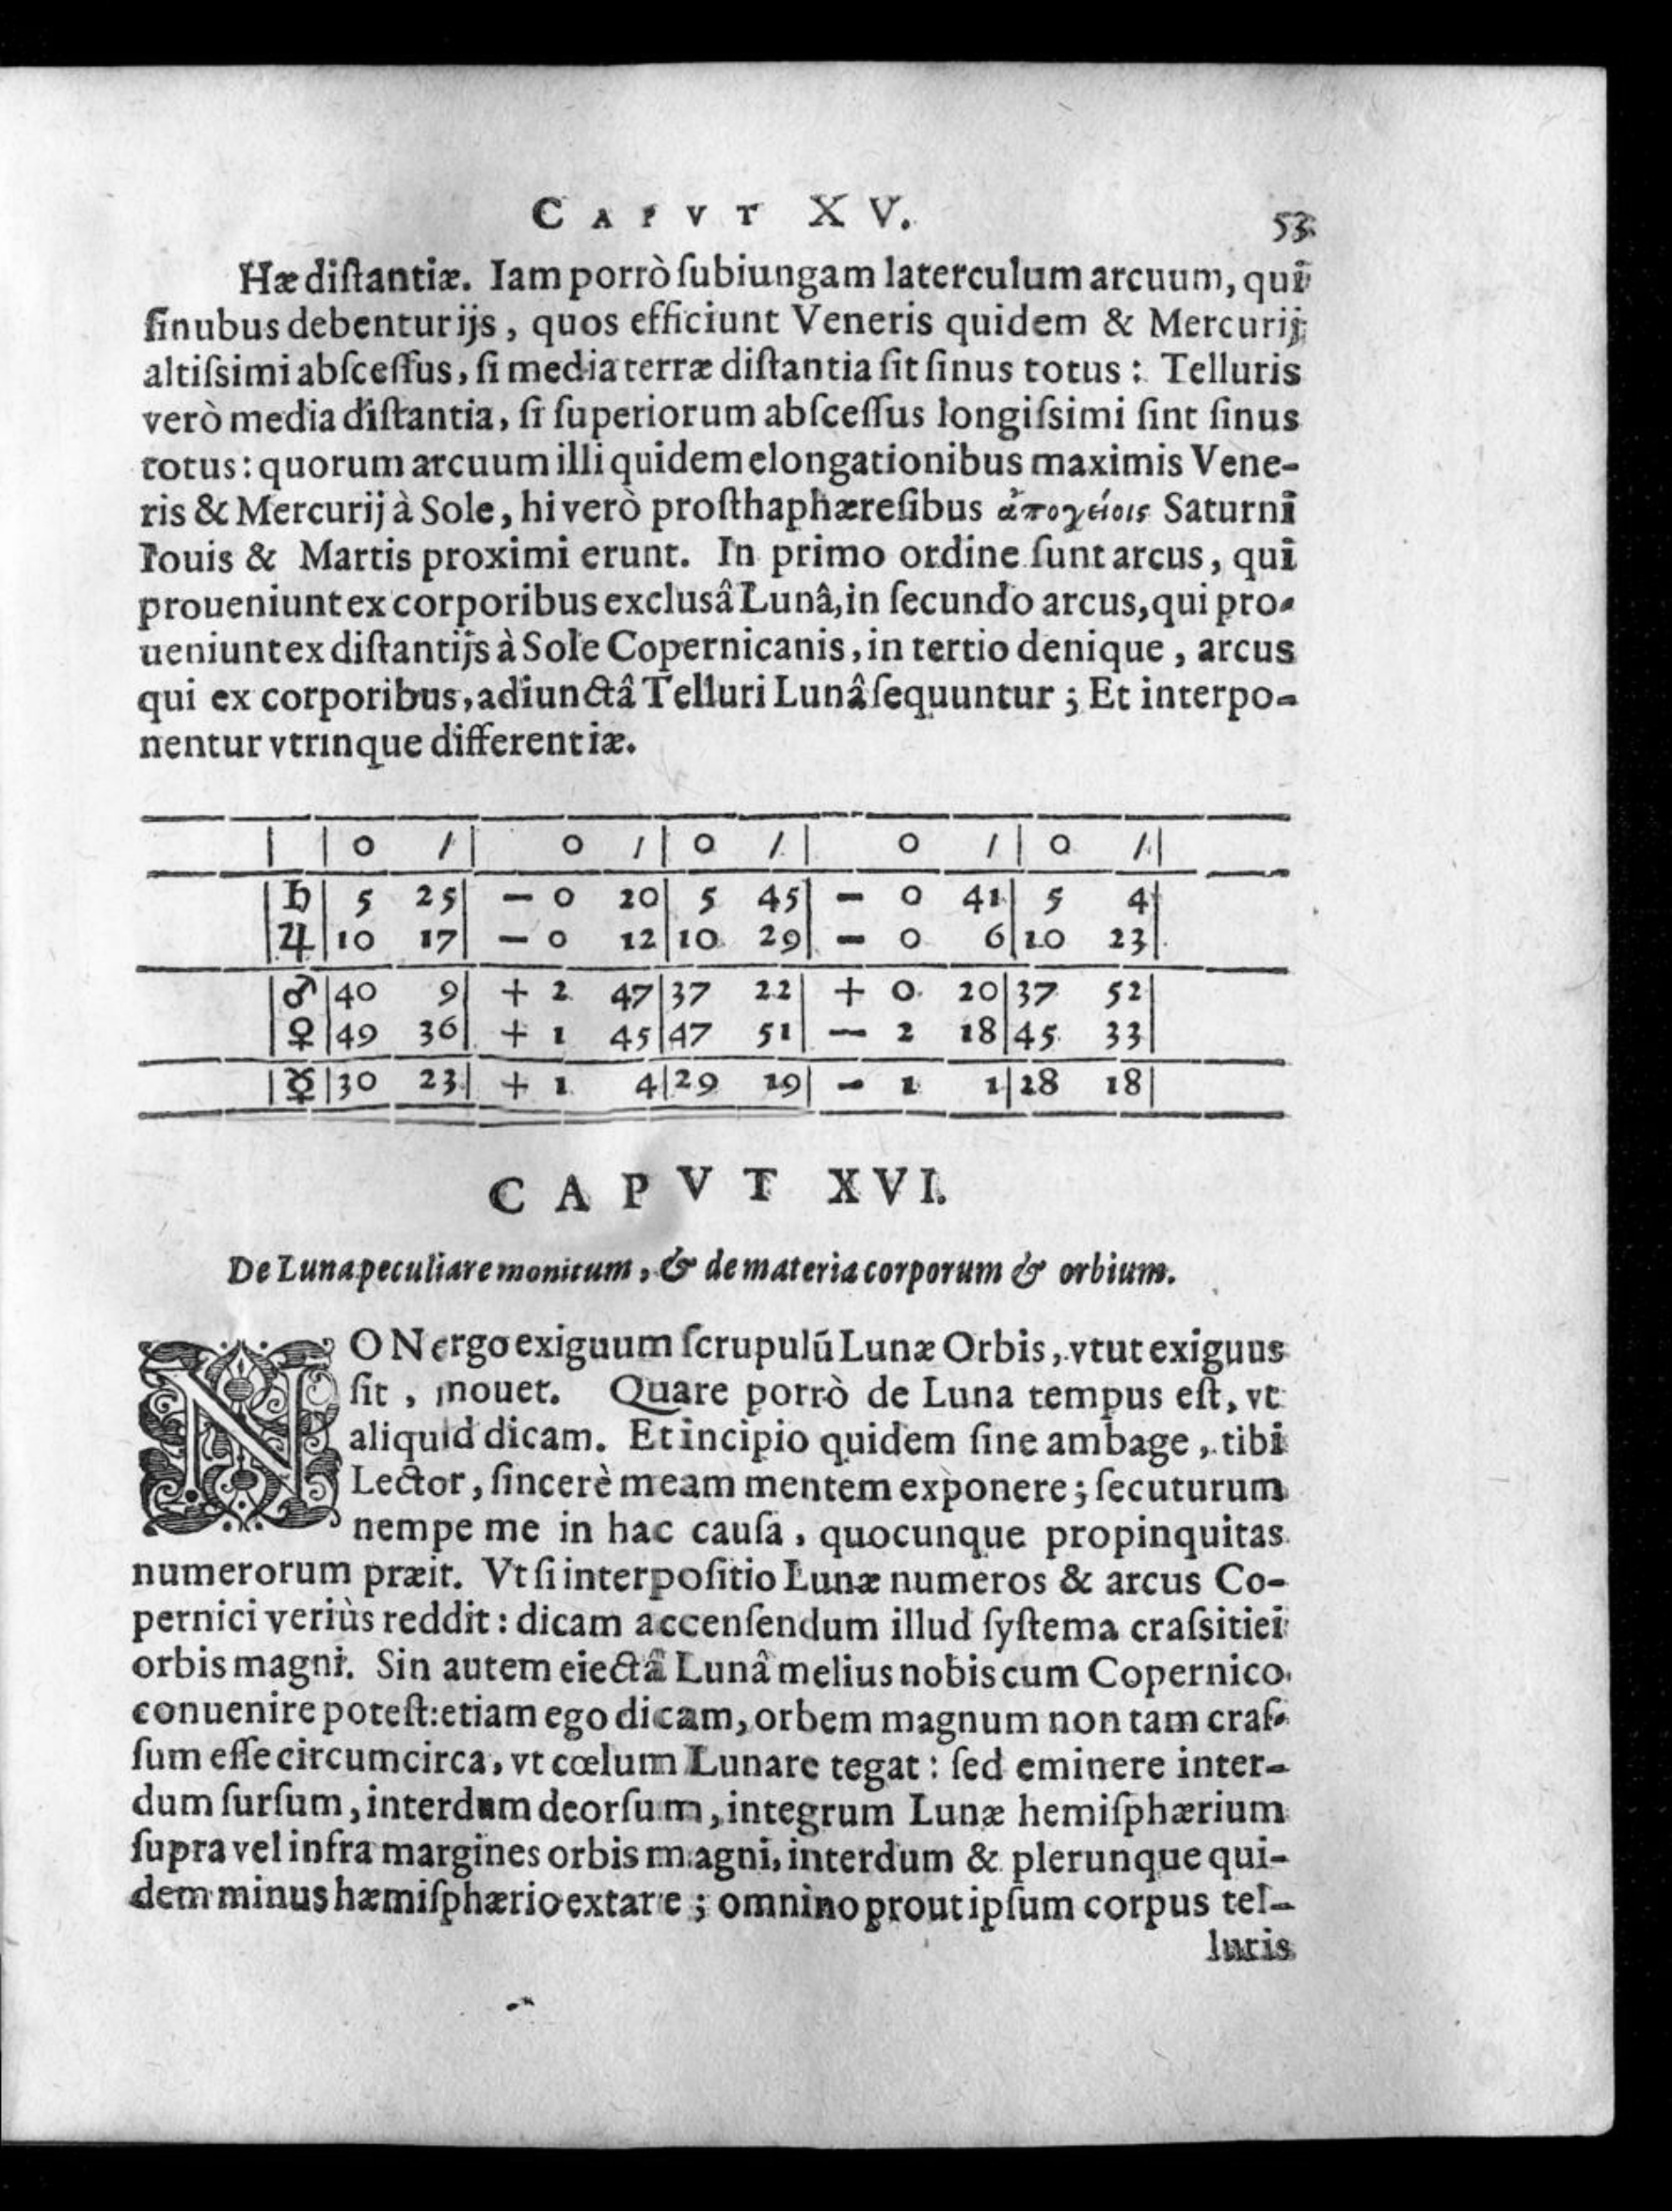 CAPVT XV. 53
Hæ diſtantiæ. Iam porrò ſubiungam laterculum arcuum, qui
ſinubus debentur ijs, quos efficiunt Veneris quidem & Mercurij
altiſsimi abſceſſus, ſi media terræ diſtantia ſit ſinus totus: Telluris
verò media diſtantia, ſi ſuperiorum abſceſſus longiſsimi ſint ſinus
totus: quorum arcuum illi quidem elongationibus maximis Vene-
ris & Mercurij à Sole, hi verò proſthaphæreſibus ἀπογείοις Saturni
Iouis & Martis proximi erunt. In primo ordine ſunt arcus, qui
proueniunt ex corporibus exclusâ Lunâ, in ſecundo arcus, qui pro-
ueniunt ex diſtantijs à Sole Copernicanis, in tertio denique, arcus
qui ex corporibus, adiunctâ Telluri Lunâ ſequuntur; Et interpo-
nentur vtrinque differentiæ.
| | 0 / | 0 / | 0 / | 0 / | 0 / |
| ♄ | 5 25 | – 0 20 | 5 45 | – 0 41 | 5 4 |
| ♃ | 10 17 | – 0 12 | 10 29 | – 0 6 | 10 23 |
| ♂ | 40 9 | + 2 47 | 37 22 | + 0 20 | 37 52 |
| ♀ | 49 36 | + 1 45 | 47 51 | – 2 18 | 45 33 |
| ☿ | 30 23 | + 1 4 | 29 19 | – 1 1 | 28 18 |
CAPVT XVI.
De Luna peculiare monitum, & de materia corporum & orbium.
NON ergo exiguum ſcrupulũ Lunæ Orbis, vtut exiguus
ſit, mouet. Quare porrò de Luna tempus eſt, vt
aliquid dicam. Et incipio quidem ſine ambage, tibi
Lector, ſincerè meam mentem exponere; ſecuturum
nempe me in hac cauſa, quocunque propinquitas
numerorum præit. Vt ſi interpoſitio Lunæ numeros & arcus Co-
pernici veriùs reddit: dicam accenſendum illud ſyſtema craſsitiei
orbis magni. Sin autem eiectâ Lunâ melius nobis cum Copernico
conuenire poteſt: etiam ego dicam, orbem magnum non tam craſ-
ſum eſſe circumcirca, vt cœlum Lunare tegat: ſed eminere inter-
dum ſurſum, interdum deorſum, integrum Lunæ hemiſphærium
ſupra vel infra margines orbis magni, interdum & plerunque qui-
dem minus hæmiſphærio extare; omnino prout ipſum corpus tel-
luris